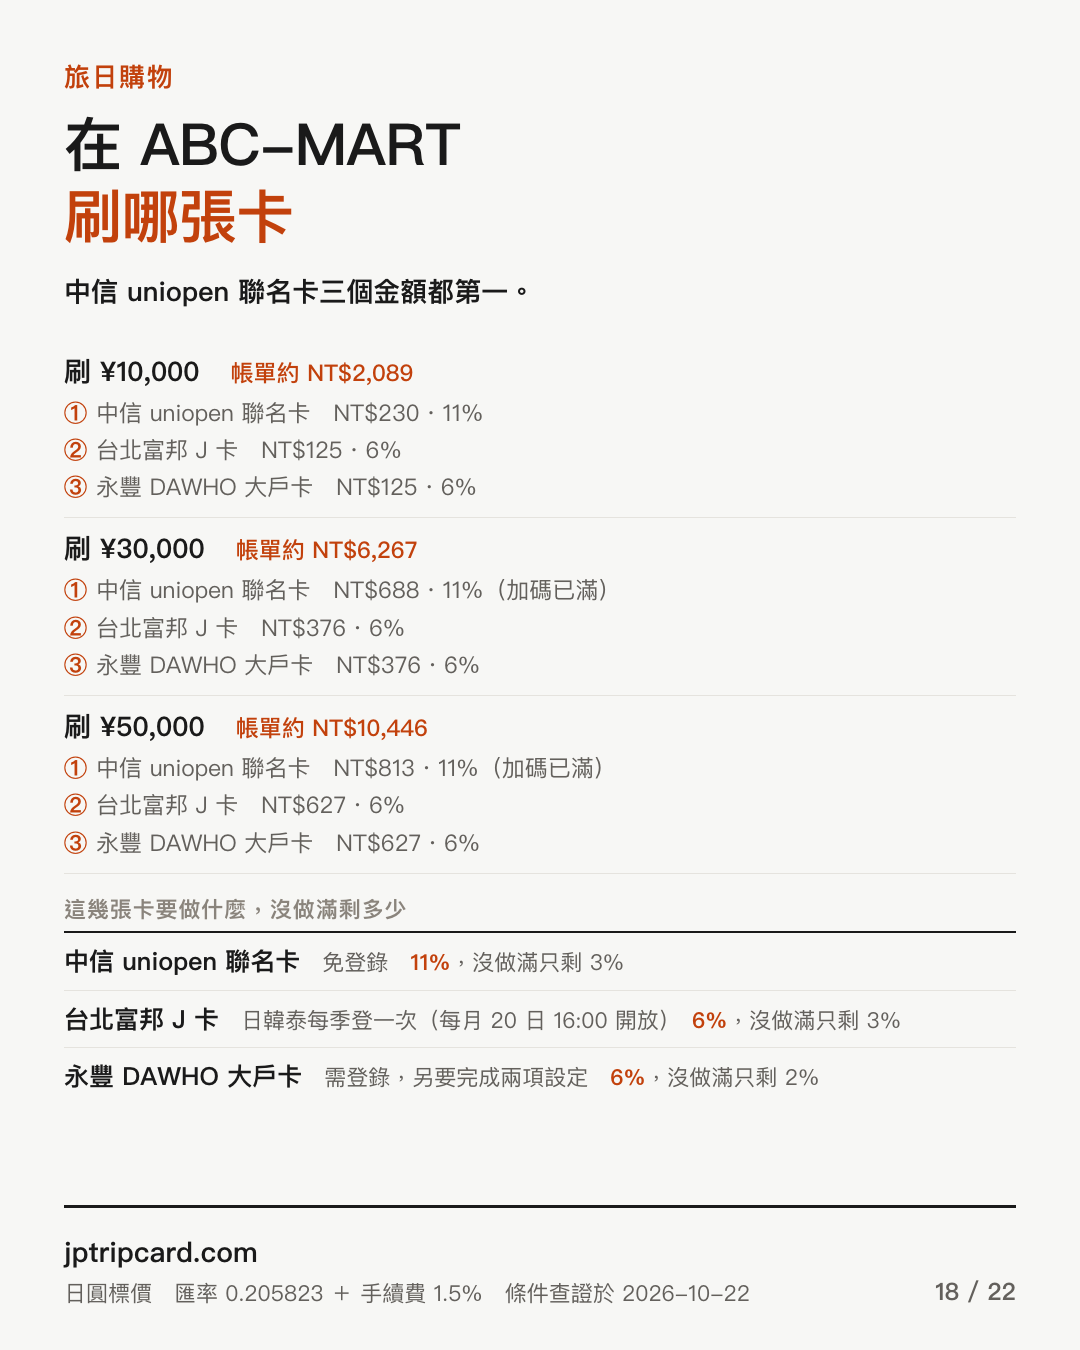 旅日購物
在 ABC–MART
刷哪張卡
中信 uniopen 聯名卡三個金額都第一。
刷 ¥10,000 帳單約 NT$2,089
① 中信 uniopen 聯名卡 NT$230 · 11%
② 台北富邦 J 卡 NT$125 · 6%
③ 永豐 DAWHO 大戶卡 NT$125 · 6%
刷 ¥30,000 帳單約 NT$6,267
① 中信 uniopen 聯名卡 NT$688 · 11%（加碼已滿）
② 台北富邦 J 卡 NT$376 · 6%
③ 永豐 DAWHO 大戶卡 NT$376 · 6%
刷 ¥50,000 帳單約 NT$10,446
① 中信 uniopen 聯名卡 NT$813 · 11%（加碼已滿）
② 台北富邦 J 卡 NT$627 · 6%
③ 永豐 DAWHO 大戶卡 NT$627 · 6%
這幾張卡要做什麼，沒做滿剩多少
中信 uniopen 聯名卡 免登錄 11%，沒做滿只剩 3%
台北富邦 J 卡 日韓泰每季登一次（每月 20 日 16:00 開放） 6%，沒做滿只剩 3%
永豐 DAWHO 大戶卡 需登錄，另要完成兩項設定 6%，沒做滿只剩 2%
jptripcard.com
日圓標價 匯率 0.205823 + 手續費 1.5% 條件查證於 2026–10–22 18 / 22